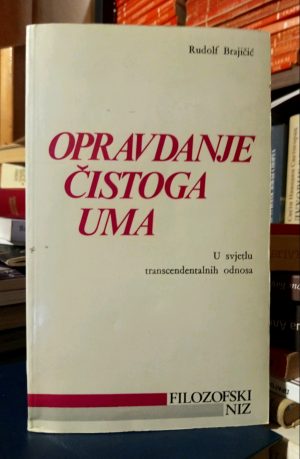 Rudolf Brajičić
OPRAVDANJE
ČISTOGA
UMA
U svjetlu
transcendentalnih odnosa
FILOZOFSKI
NIZ